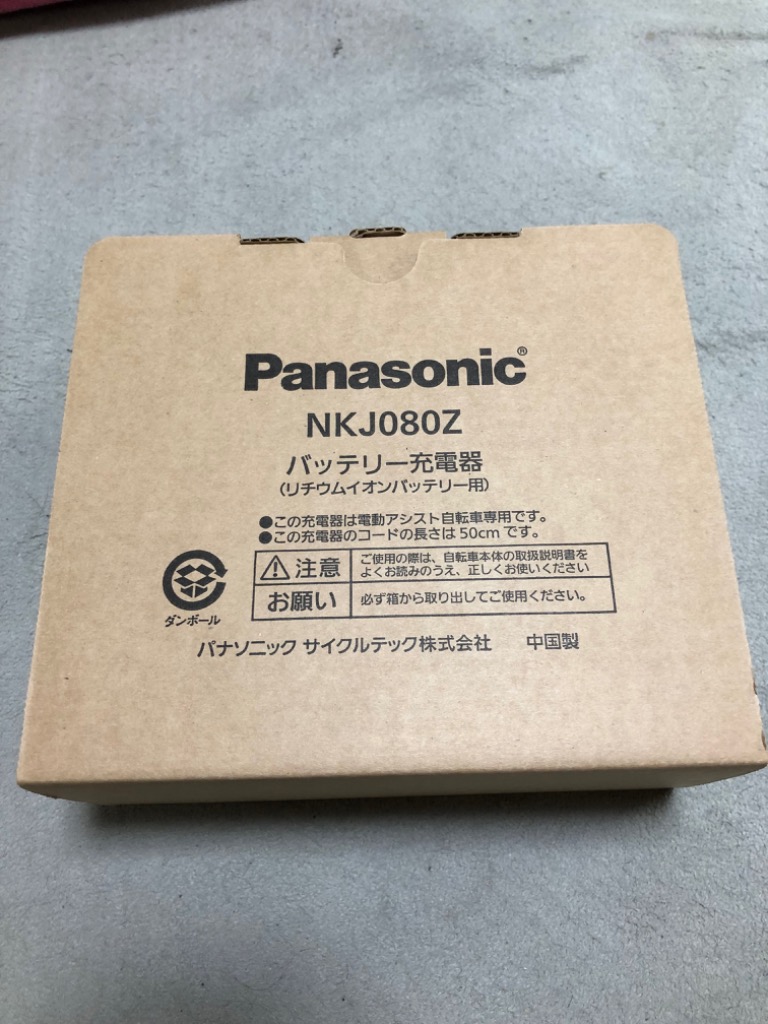 Panasonic®
NKJ080Z
バッテリー充電器
(リチウムイオンバッテリー用)
●この充電器は電動アシスト自転車専用です。
●この充電器のコードの長さは 50cm です。
⚠注意
ご使用の際は、自転車本体の取扱説明書を
よくお読みのうえ、正しくお使いください
お願い
必ず箱から取り出してご使用ください。
ダンボール
パナソニック サイクルテック株式会社 中国製